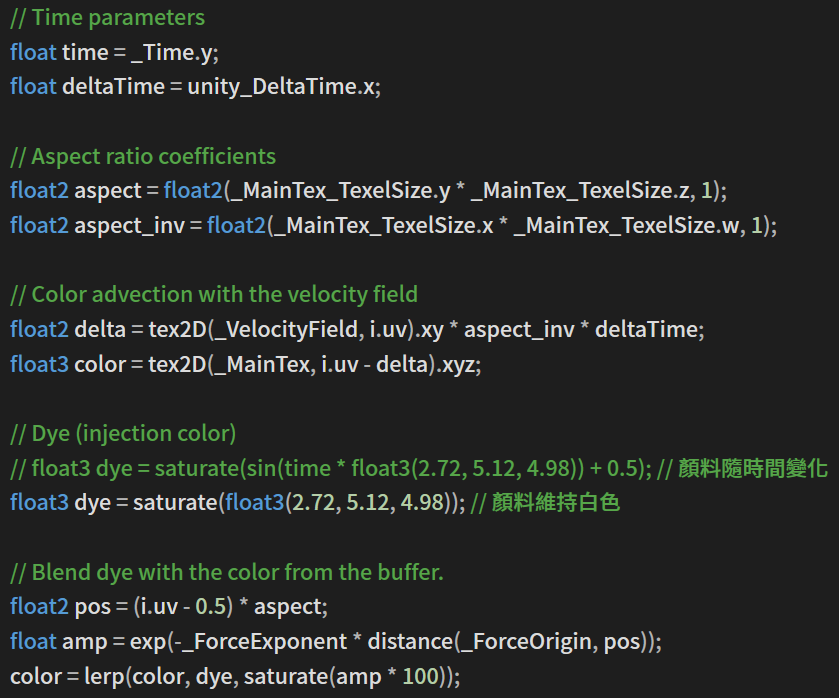 // Time parameters
float time = _Time.y;
float deltaTime = unity_DeltaTime.x;
// Aspect ratio coefficients
float2 aspect = float2(_MainTex_TexelSize.y * _MainTex_TexelSize.z, 1);
float2 aspect_inv = float2(_MainTex_TexelSize.x * _MainTex_TexelSize.w, 1);
// Color advection with the velocity field
float2 delta = tex2D(_VelocityField, i.uv).xy * aspect_inv * deltaTime;
float3 color = tex2D(_MainTex, i.uv - delta).xyz;
// Dye (injection color)
// float3 dye = saturate(sin(time * float3(2.72, 5.12, 4.98)) + 0.5); // 顏料隨時間變化
float3 dye = saturate(float3(2.72, 5.12, 4.98)); // 顏料維持白色
// Blend dye with the color from the buffer.
float2 pos = (i.uv - 0.5) * aspect;
float amp = exp(-_ForceExponent * distance(_ForceOrigin, pos));
color = lerp(color, dye, saturate(amp * 100));